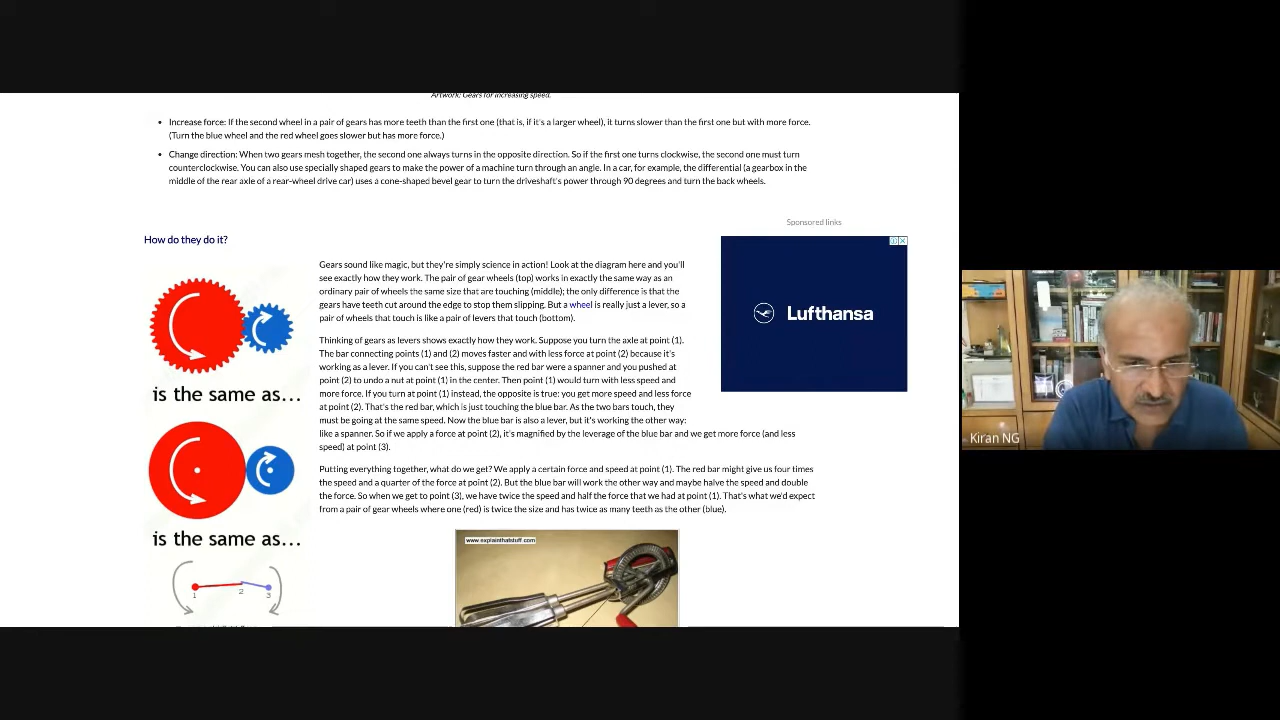 Artwork: Gears for increasing speed.
Increase force: If the second wheel in a pair of gears has more teeth than the first one (that is, if it's a larger wheel), it turns slower than the first one but with more force.
(Turn the blue wheel and the red wheel goes slower but has more force.)
Change direction: When two gears mesh together, the second one always turns in the opposite direction. So if the first one turns clockwise, the second one must turn
counterclockwise. You can also use specially shaped gears to make the power of a machine turn through an angle. In a car, for example, the differential (a gearbox in the
middle of the rear axle of a rear-wheel drive car) uses a cone-shaped bevel gear to turn the driveshaft's power through 90 degrees and turn the back wheels.
Sponsored links
How do they do it?
Gears sound like magic, but they're simply science in action! Look at the diagram here and you'll
see exactly how they work. The pair of gear wheels (top) works in exactly the same way as an
ordinary pair of wheels the same size that are touching (middle); the only difference is that the
gears have teeth cut around the edge to stop them slipping. But a wheel is really just a lever, so a
pair of wheels that touch is like a pair of levers that touch (bottom).
Lufthansa
Thinking of gears as levers shows exactly how they work. Suppose you turn the axle at point (1).
The bar connecting points (1) and (2) moves faster and with less force at point (2) because it's
working as a lever. If you can't see this, suppose the red bar were a spanner and you pushed at
point (2) to undo a nut at point (1) in the center. Then point (1) would turn with less speed and
more force. If you turn at point (1) instead, the opposite is true: you get more speed and less force
at point (2). That's the red bar, which is just touching the blue bar. As the two bars touch, they
must be going at the same speed. Now the blue bar is also a lever, but it's working the other way:
like a spanner. So if we apply a force at point (2), it's magnified by the leverage of the blue bar and we get more force (and less
speed) at point (3).
Putting everything together, what do we get? We apply a certain force and speed at point (1). The red bar might give us four times
the speed and a quarter of the force at point (2). But the blue bar will work the other way and maybe halve the speed and double
the force. So when we get to point (3), we have twice the speed and half the force that we had at point (1). That's what we'd expect
from a pair of gear wheels where one (red) is twice the size and has twice as many teeth as the other (blue).
is the same as...
is the same as...
1 2 3
www.explainthatstuff.com
Kiran NG